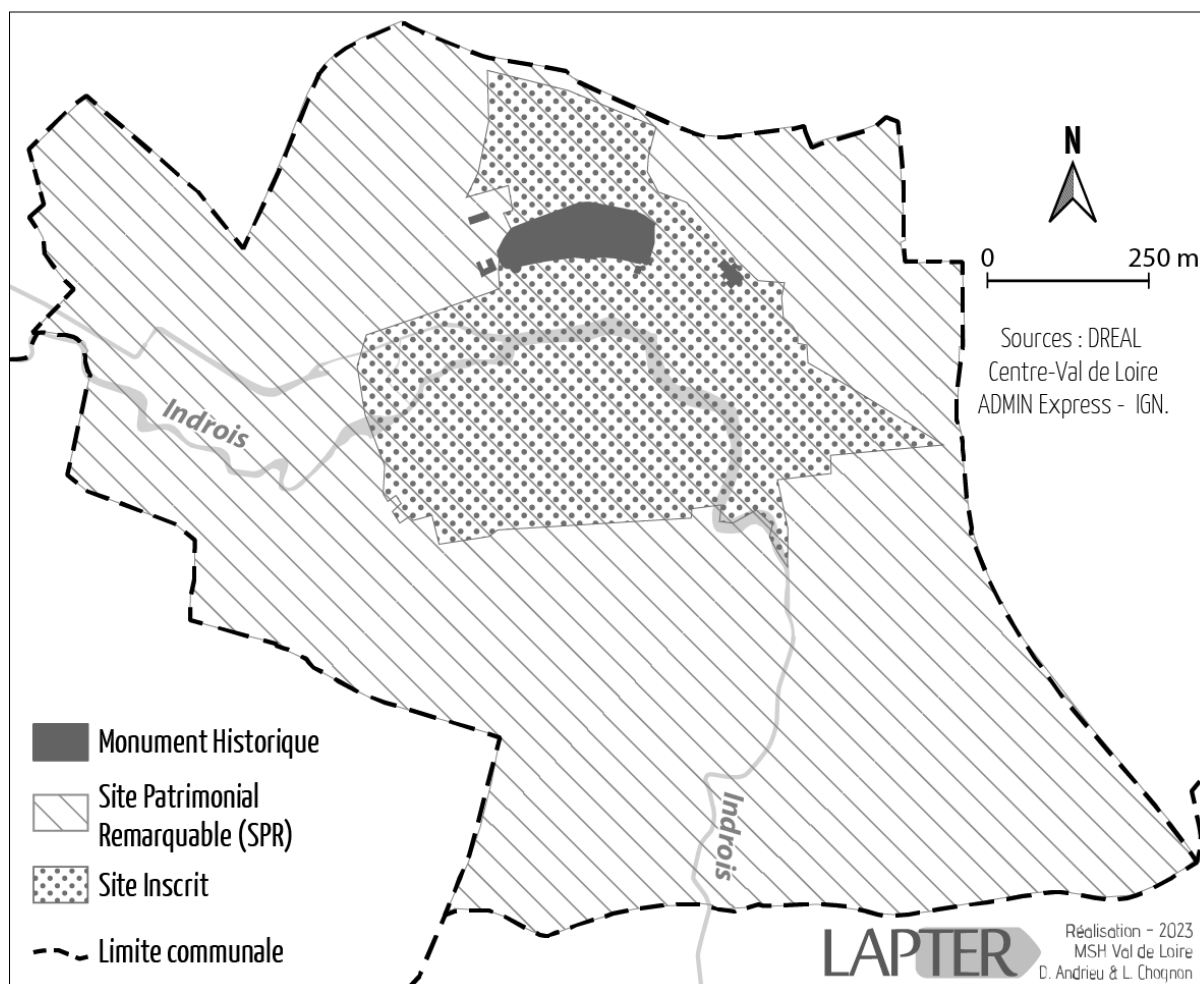 N
0 250 m
Sources : DREAL
Centre-Val de Loire
ADMIN Express - IGN.
Indrois
Indrois
Monument Historique
Site Patrimonial
Remarquable (SPR)
Site Inscrit
Limite communale
LAPTER
Réalisation - 2023
MSH Val de Loire
D. Andrieu & L. Chognon